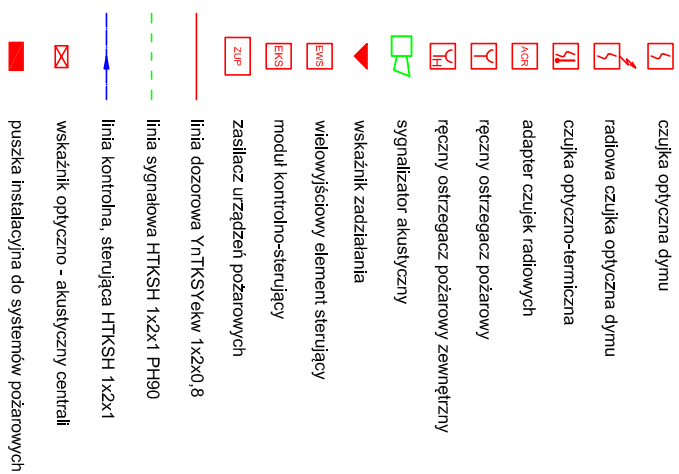 czujka optyczna dymu
radiowa czujka optyczna dymu
czujka optyczno-termiczna
ACR adapter czujek radiowych
ręczny ostrzegacz pożarowy
H ręczny ostrzegacz pożarowy zewnętrzny
sygnalizator akustyczny
wskaźnik zadziałania
EWS wielowyjściowy element sterujący
EKS moduł kontrolno-sterujący
ZUP zasilacz urządzeń pożarowych
linia dozorowa YnTKSYekw 1x2x0,8
linia sygnałowa HTKSH 1x2x1 PH90
linia kontrolna, sterująca HTKSH 1x2x1
wskaźnik optyczno - akustyczny centrali
puszka instalacyjna do systemów pożarowych